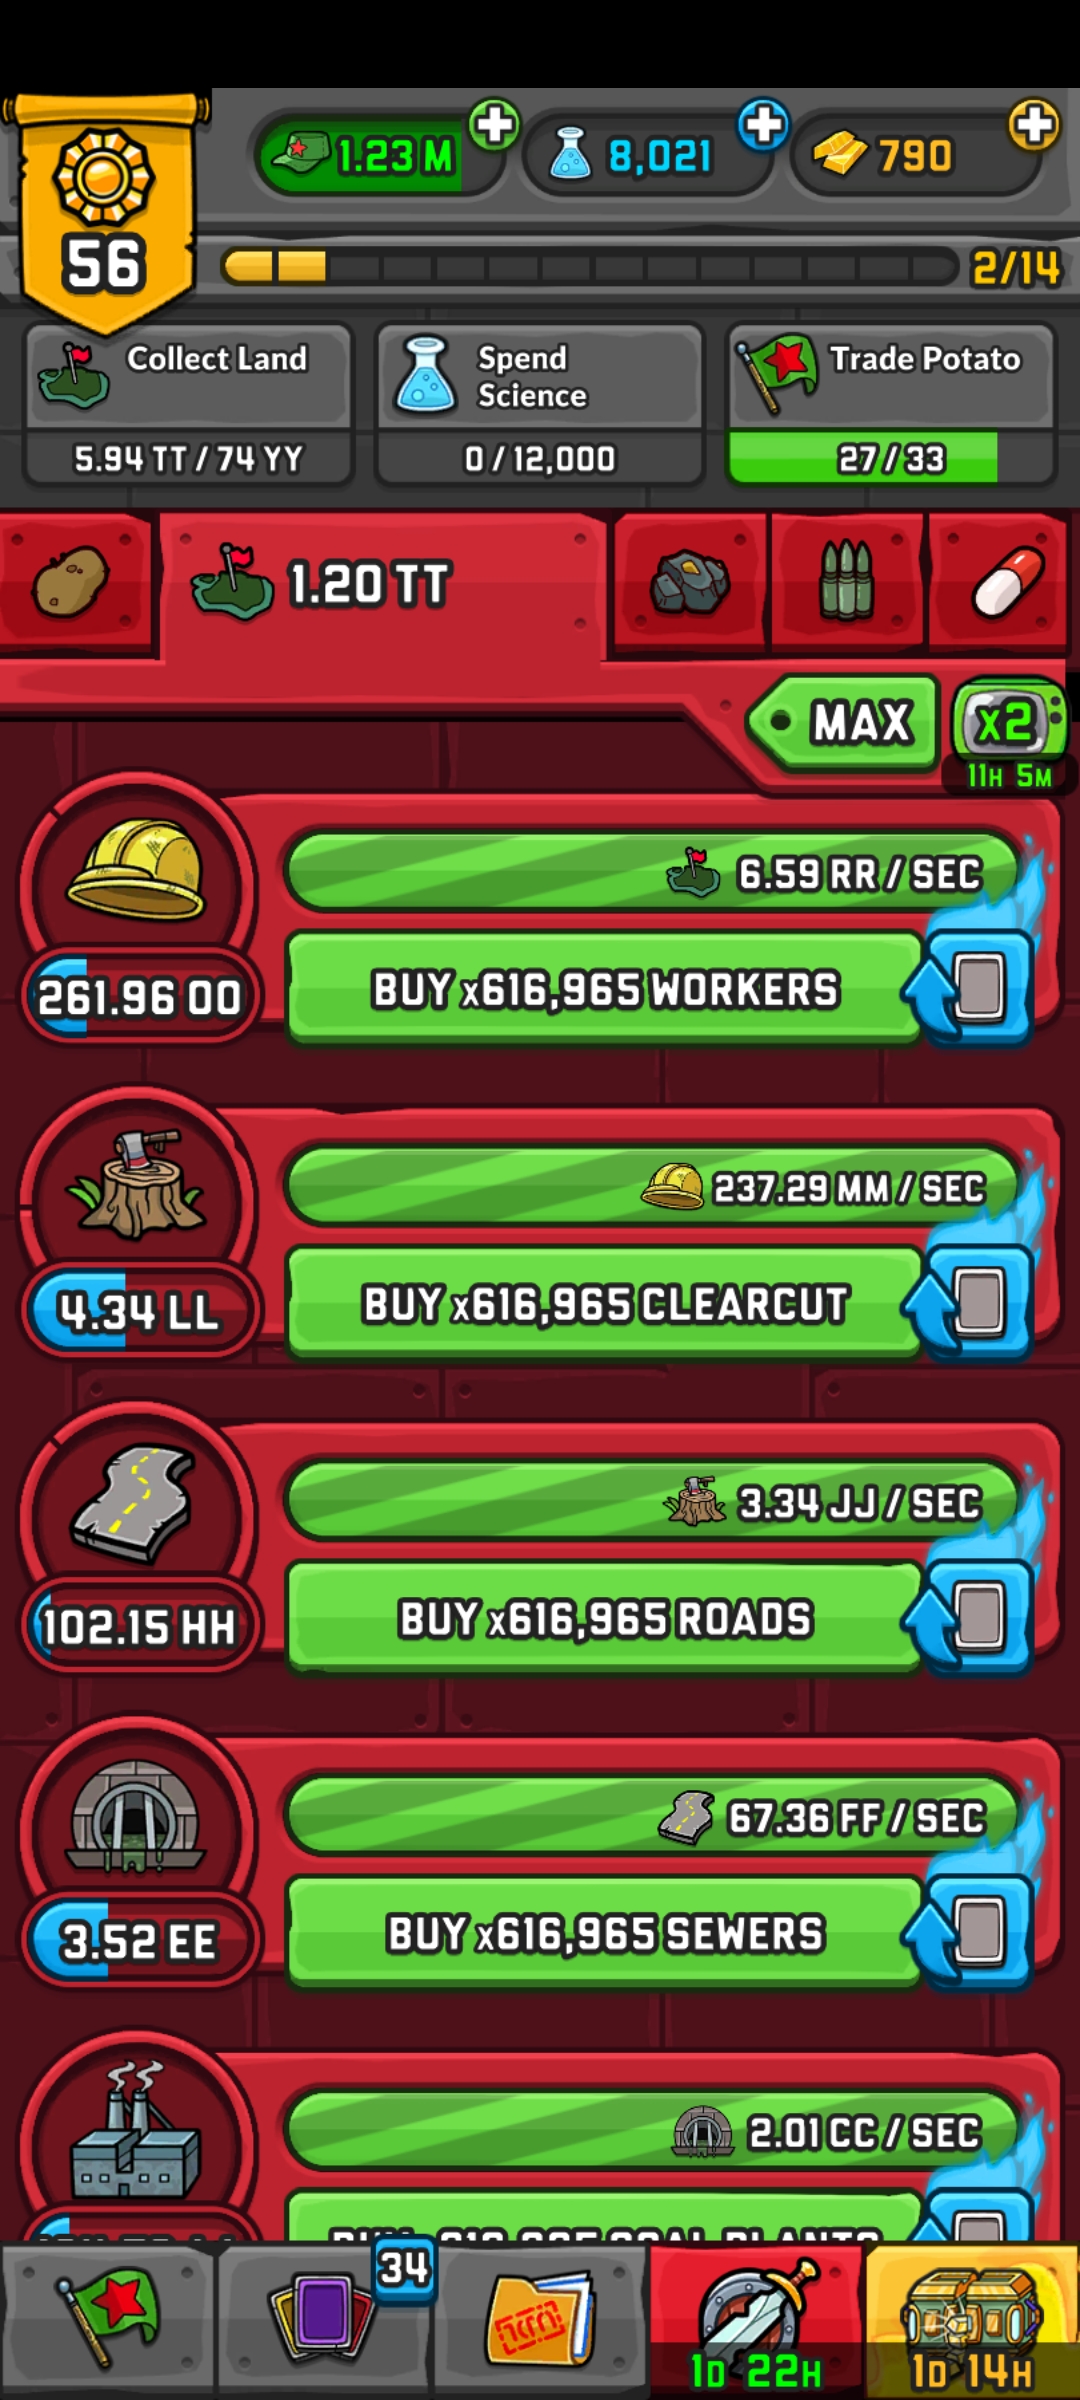 1.23 M
8,021
790
56
2/14
Collect Land
5.94 TT / 74 YY
Spend
Science
0 / 12,000
Trade Potato
27 / 33
1.20 TT
MAX
x2
11H 5M
6.59 RR / SEC
261.96 OO
BUY x616,965 WORKERS
237.29 MM / SEC
4.34 LL
BUY x616,965 CLEARCUT
3.34 JJ / SEC
102.15 HH
BUY x616,965 ROADS
67.36 FF / SEC
3.52 EE
BUY x616,965 SEWERS
2.01 CC / SEC
COAL PLANTS
34
1D 22H
1D 14H